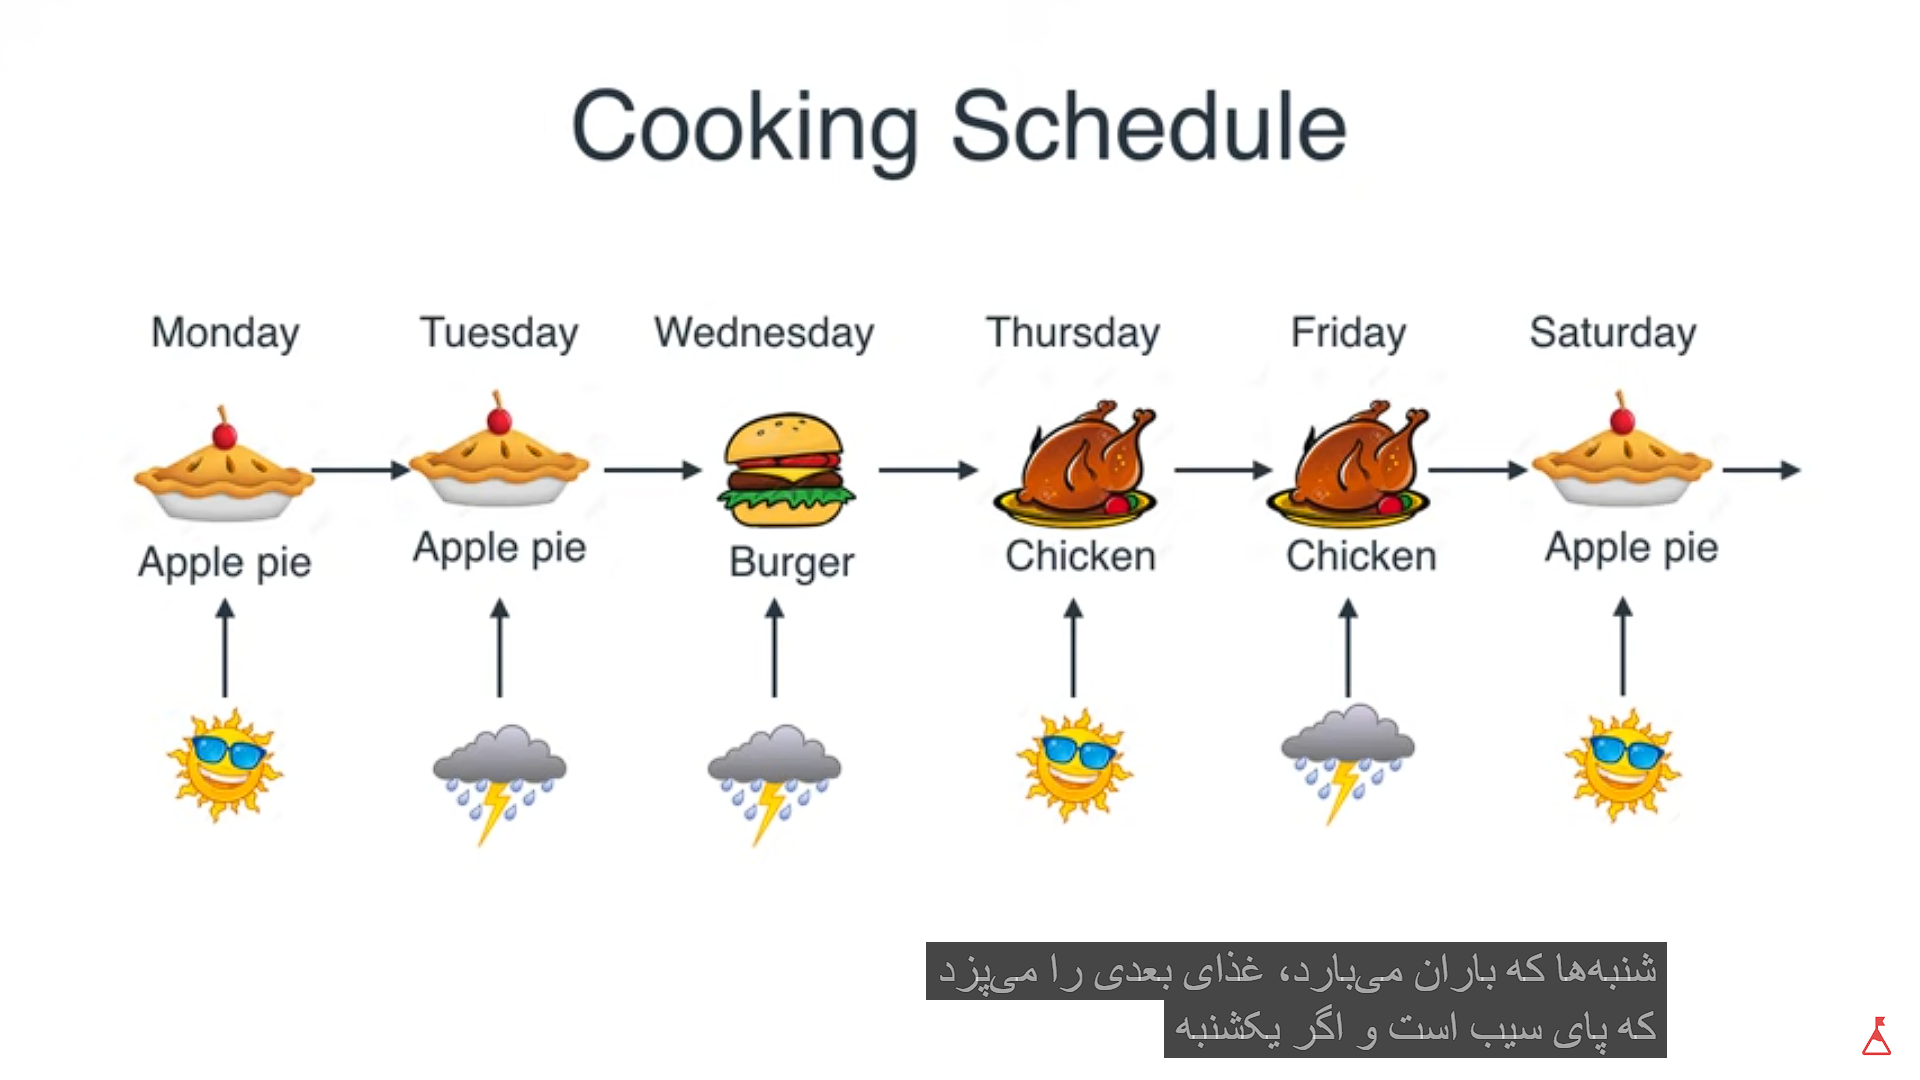 Cooking Schedule
Monday Tuesday Wednesday Thursday Friday Saturday
Apple pie Apple pie Burger Chicken Chicken Apple pie
شنبه‌ها که باران می‌بارد، غذای بعدی را می‌پزد
که پای سیب است و اگر یکشنبه